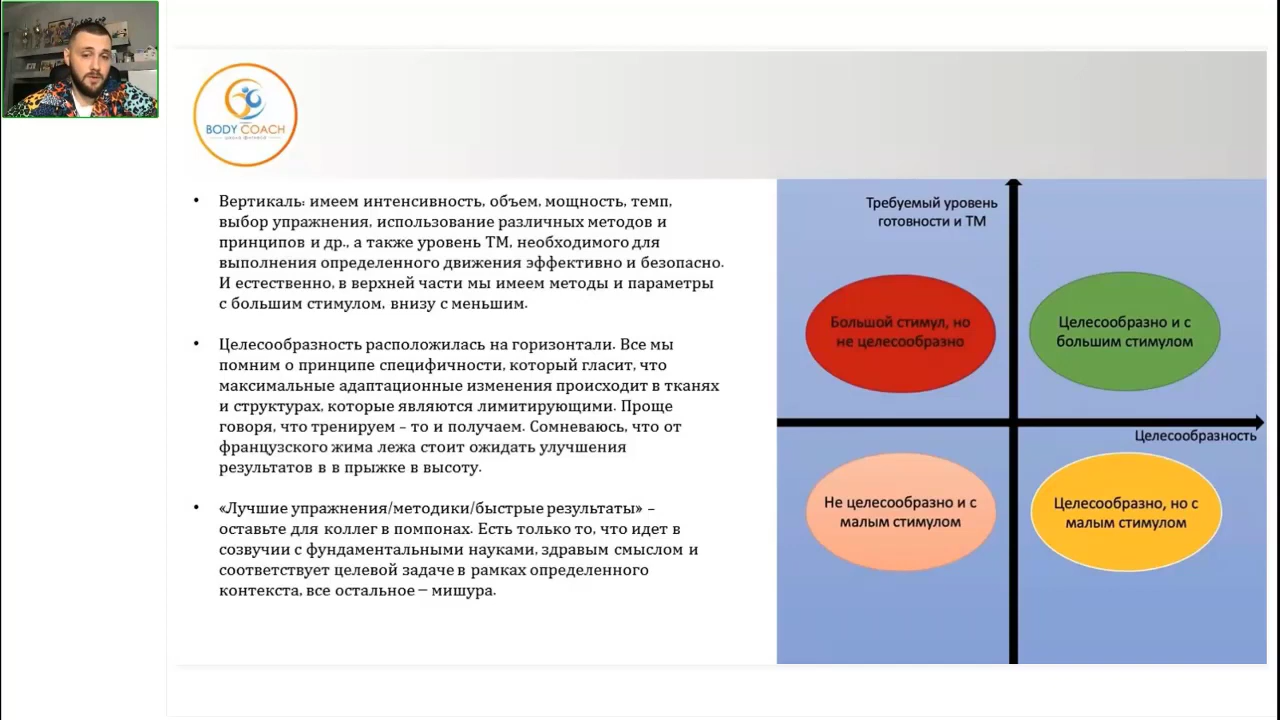 BODY COACH
• Вертикаль: имеем интенсивность, объем, мощность, темп,
выбор упражнения, использование различных методов и
принципов и др., а также уровень ТМ, необходимого для
выполнения определенного движения эффективно и безопасно.
И естественно, в верхней части мы имеем методы и параметры
с большим стимулом, внизу с меньшим.
• Целесообразность расположилась на горизонтали. Все мы
помним о принципе специфичности, который гласит, что
максимальные адаптационные изменения происходит в тканях
и структурах, которые являются лимитирующими. Проще
говоря, что тренируем – то и получаем. Сомневаюсь, что от
французского жима лежа стоит ожидать улучшения
результатов в в прыжке в высоту.
• «Лучшие упражнения/методики/быстрые результаты» –
оставьте для коллег в помпонах. Есть только то, что идет в
созвучии с фундаментальными науками, здравым смыслом и
соответствует целевой задаче в рамках определенного
контекста, все остальное – мишура.
Требуемый уровень
готовности и ТМ
Большой стимул, но
не целесообразно
Целесообразно и с
большим стимулом
Целесообразность
Не целесообразно и с
малым стимулом
Целесообразно, но с
малым стимулом